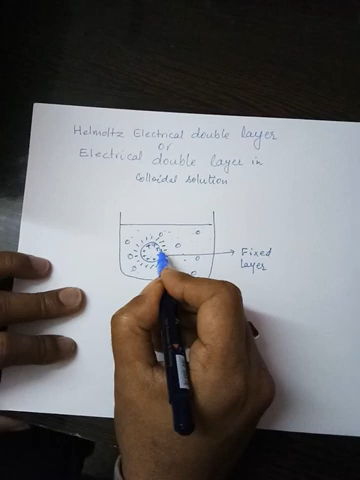 Helmoltz Electrical double layer
or
Electrical double layer in
Colloidal solution
Fixed
layer